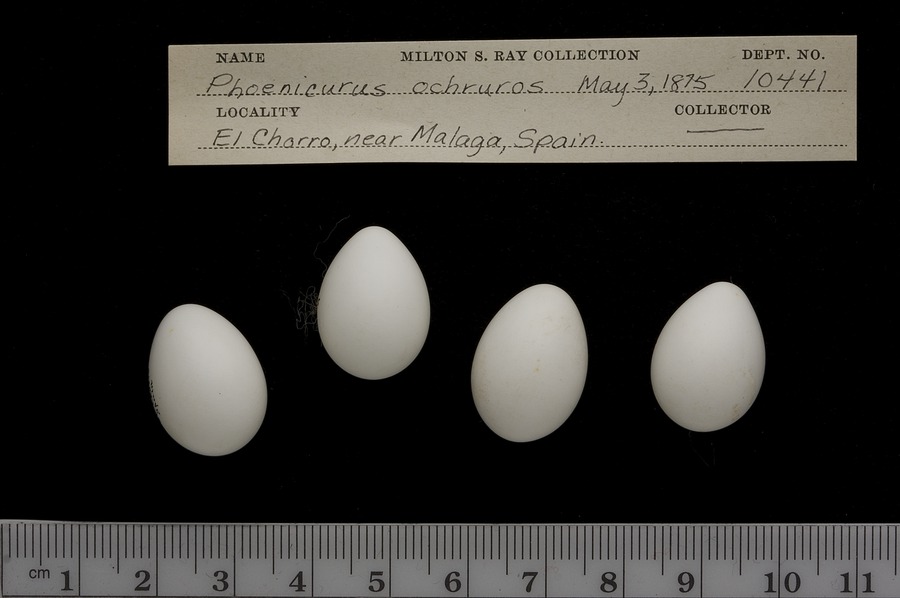 NAME MILTON S. RAY COLLECTION DEPT. NO.
Phoenicurus ochruros May 3, 1875 10441
LOCALITY COLLECTOR
El Charro, near Malaga, Spain.
cm 1 2 3 4 5 6 7 8 9 10 11